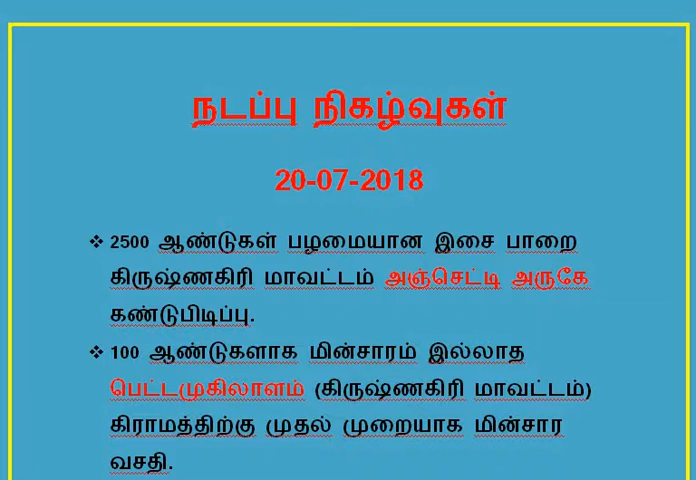 நடப்பு நிகழ்வுகள்
20-07-2018
❖ 2500 ஆண்டுகள் பழமையான இசை பாறை
கிருஷ்ணகிரி மாவட்டம் அஞ்செட்டி அருகே
கண்டுபிடிப்பு.
❖ 100 ஆண்டுகளாக மின்சாரம் இல்லாத
பெட்டமுகிலாளம் (கிருஷ்ணகிரி மாவட்டம்)
கிராமத்திற்கு முதல் முறையாக மின்சார
வசதி.